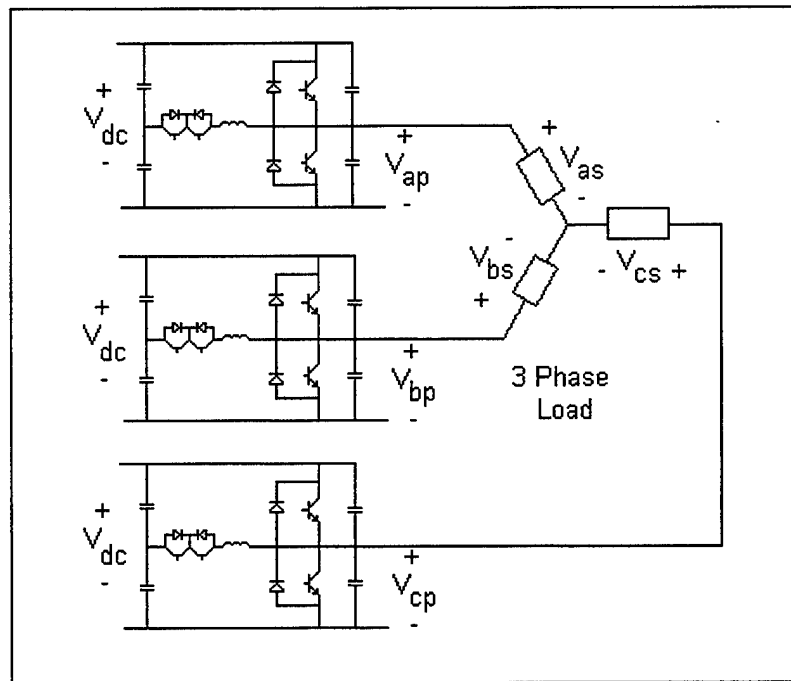 +
V_dc
-
+
V_ap
-
+
V_as
-
-
V_bs
+
-
V_cs +
+
V_dc
-
+
V_bp
-
3 Phase
Load
+
V_dc
-
+
V_cp
-